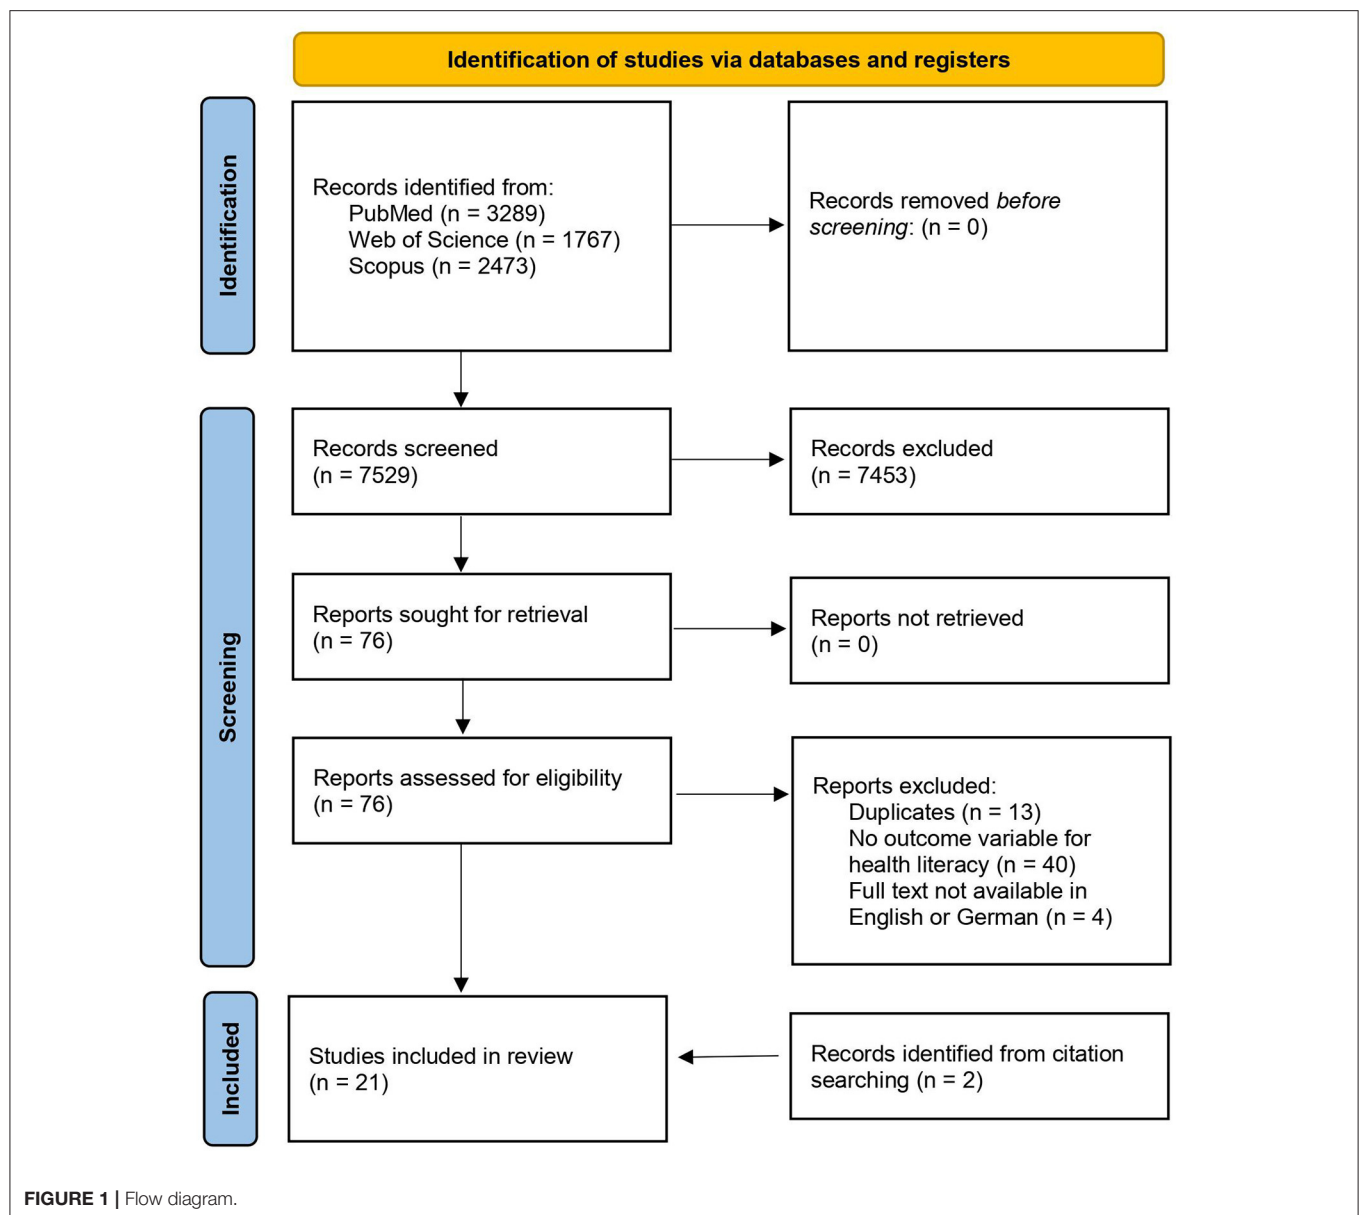 Identification of studies via databases and registers
Identification
Records identified from:
PubMed (n = 3289)
Web of Science (n = 1767)
Scopus (n = 2473)
Records removed before
screening: (n = 0)
Screening
Records screened
(n = 7529)
Records excluded
(n = 7453)
Reports sought for retrieval
(n = 76)
Reports not retrieved
(n = 0)
Reports assessed for eligibility
(n = 76)
Reports excluded:
Duplicates (n = 13)
No outcome variable for
health literacy (n = 40)
Full text not available in
English or German (n = 4)
Included
Studies included in review
(n = 21)
Records identified from citation
searching (n = 2)
FIGURE 1 | Flow diagram.